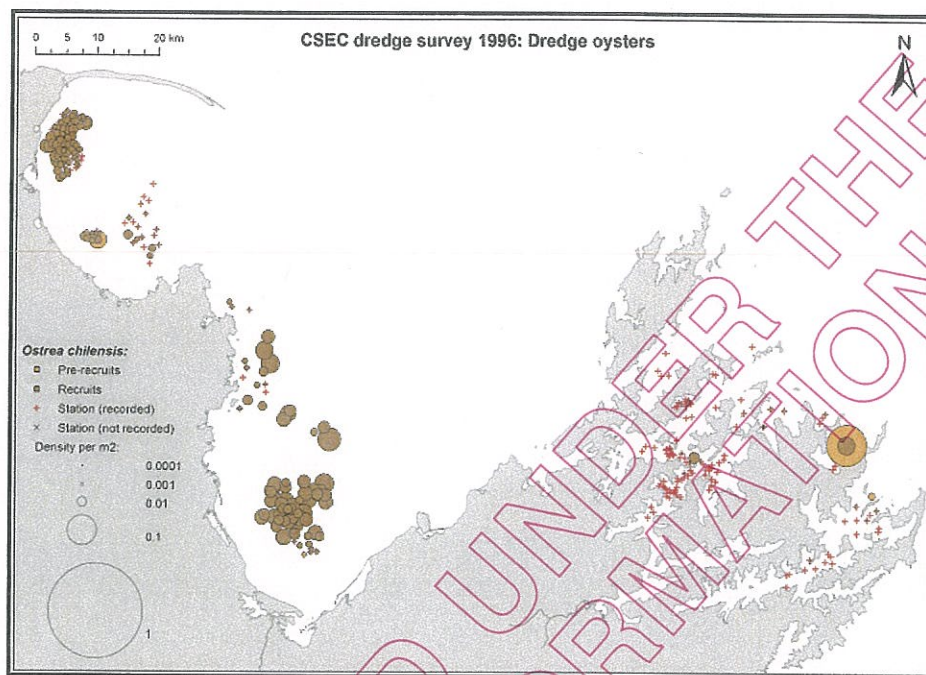 0 5 10 20 km
CSEC dredge survey 1996: Dredge oysters
N
Ostrea chilensis:
Pre-recruits
Recruits
Station (recorded)
Station (not recorded)
Density per m2:
0.0001
0.001
0.01
0.1
1
D UNDER THE
ORMATION